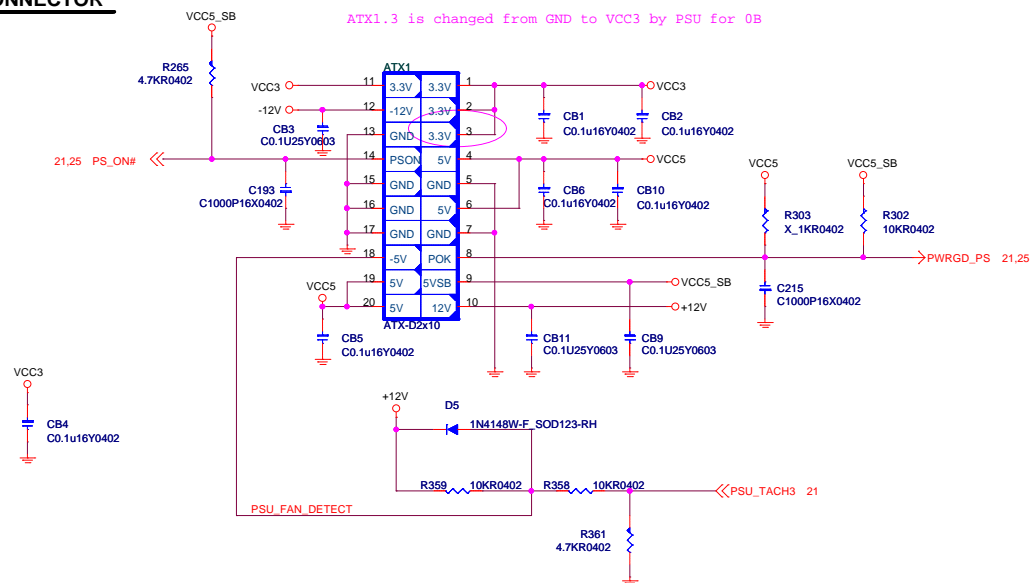 CONNECTOR
ATX1.3 is changed from GND to VCC3 by PSU for 0B
VCC5_SB
R265
4.7KR0402
ATX1
VCC3
11
3.3V
3.3V
1
VCC3
-12V
12
-12V
3.3V
2
CB3
C0.1U25Y0603
CB1
C0.1u16Y0402
CB2
C0.1u16Y0402
13
GND
3.3V
3
21,25 PS_ON#
14
PSON
5V
4
VCC5
15
GND
GND
5
C193
C1000P16X0402
CB6
C0.1u16Y0402
CB10
C0.1u16Y0402
16
GND
5V
6
17
GND
GND
7
18
-5V
POK
8
VCC5
VCC5_SB
R303
X_1KR0402
R302
10KR0402
PWRGD_PS 21,25
C215
C1000P16X0402
VCC5
19
5V
5VSB
9
VCC5_SB
20
5V
12V
10
+12V
ATX-D2x10
CB5
C0.1u16Y0402
CB11
C0.1U25Y0603
CB9
C0.1U25Y0603
VCC3
CB4
C0.1u16Y0402
+12V
D5
1N4148W-F_SOD123-RH
R359
10KR0402
R358
10KR0402
PSU_TACH3 21
PSU_FAN_DETECT
R361
4.7KR0402